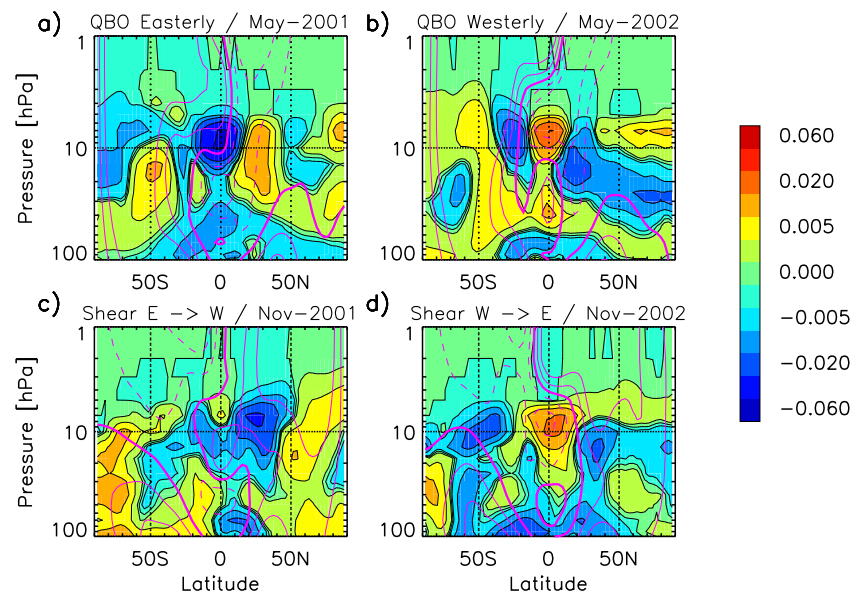 a) QBO Easterly / May-2001
b) QBO Westerly / May-2002
Pressure [hPa]
1
10
100
1
10
100
50S 0 50N
50S 0 50N
0.060
0.020
0.005
0.000
-0.005
-0.020
-0.060
c) Shear E -> W / Nov-2001
d) Shear W -> E / Nov-2002
Pressure [hPa]
1
10
100
1
10
100
50S 0 50N
50S 0 50N
Latitude
Latitude